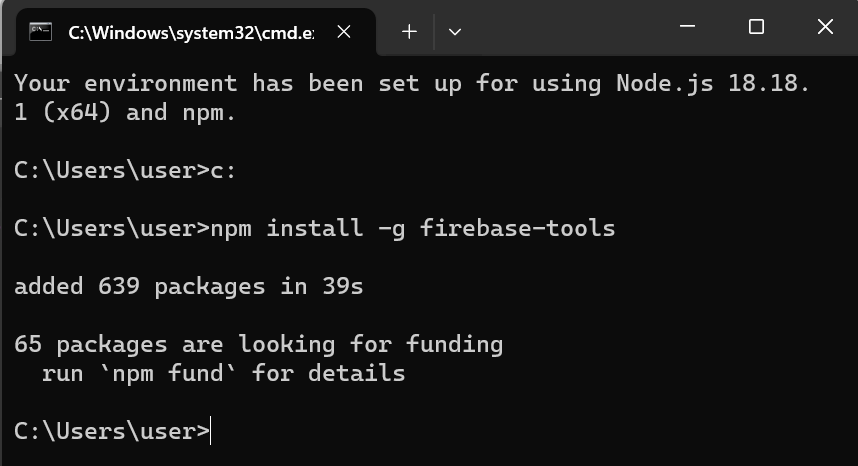 C:\Windows\system32\cmd.e
Your environment has been set up for using Node.js 18.18.
1 (x64) and npm.
C:\Users\user>c:
C:\Users\user>npm install -g firebase-tools
added 639 packages in 39s
65 packages are looking for funding
run `npm fund` for details
C:\Users\user>